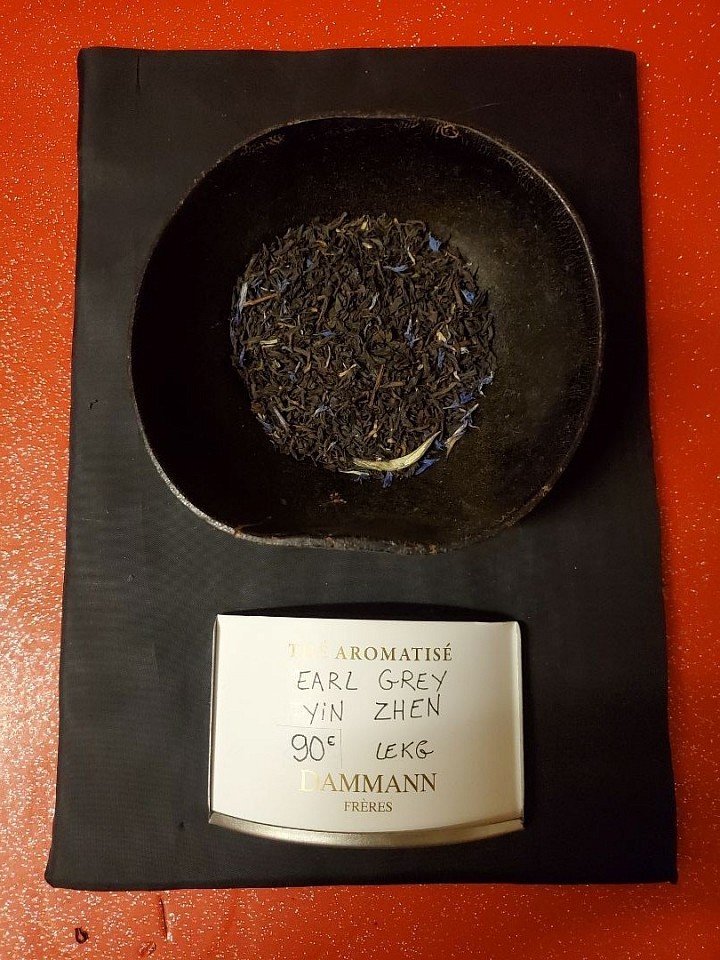 THÉ AROMATISÉ
EARL GREY
YiN ZHEN
90€ LEKG
DAMMANN
FRÈRES